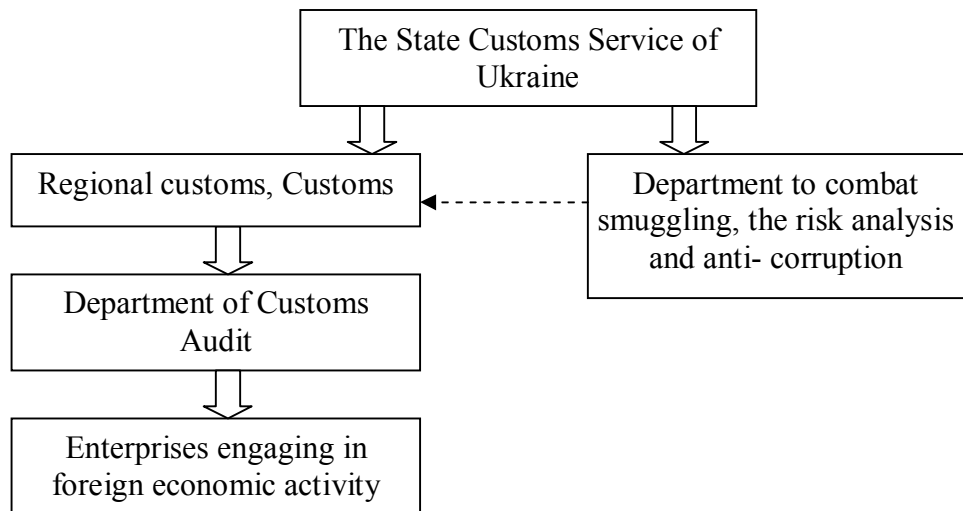 The State Customs Service of
Ukraine
Regional customs, Customs
Department to combat
smuggling, the risk analysis
and anti- corruption
Department of Customs
Audit
Enterprises engaging in
foreign economic activity